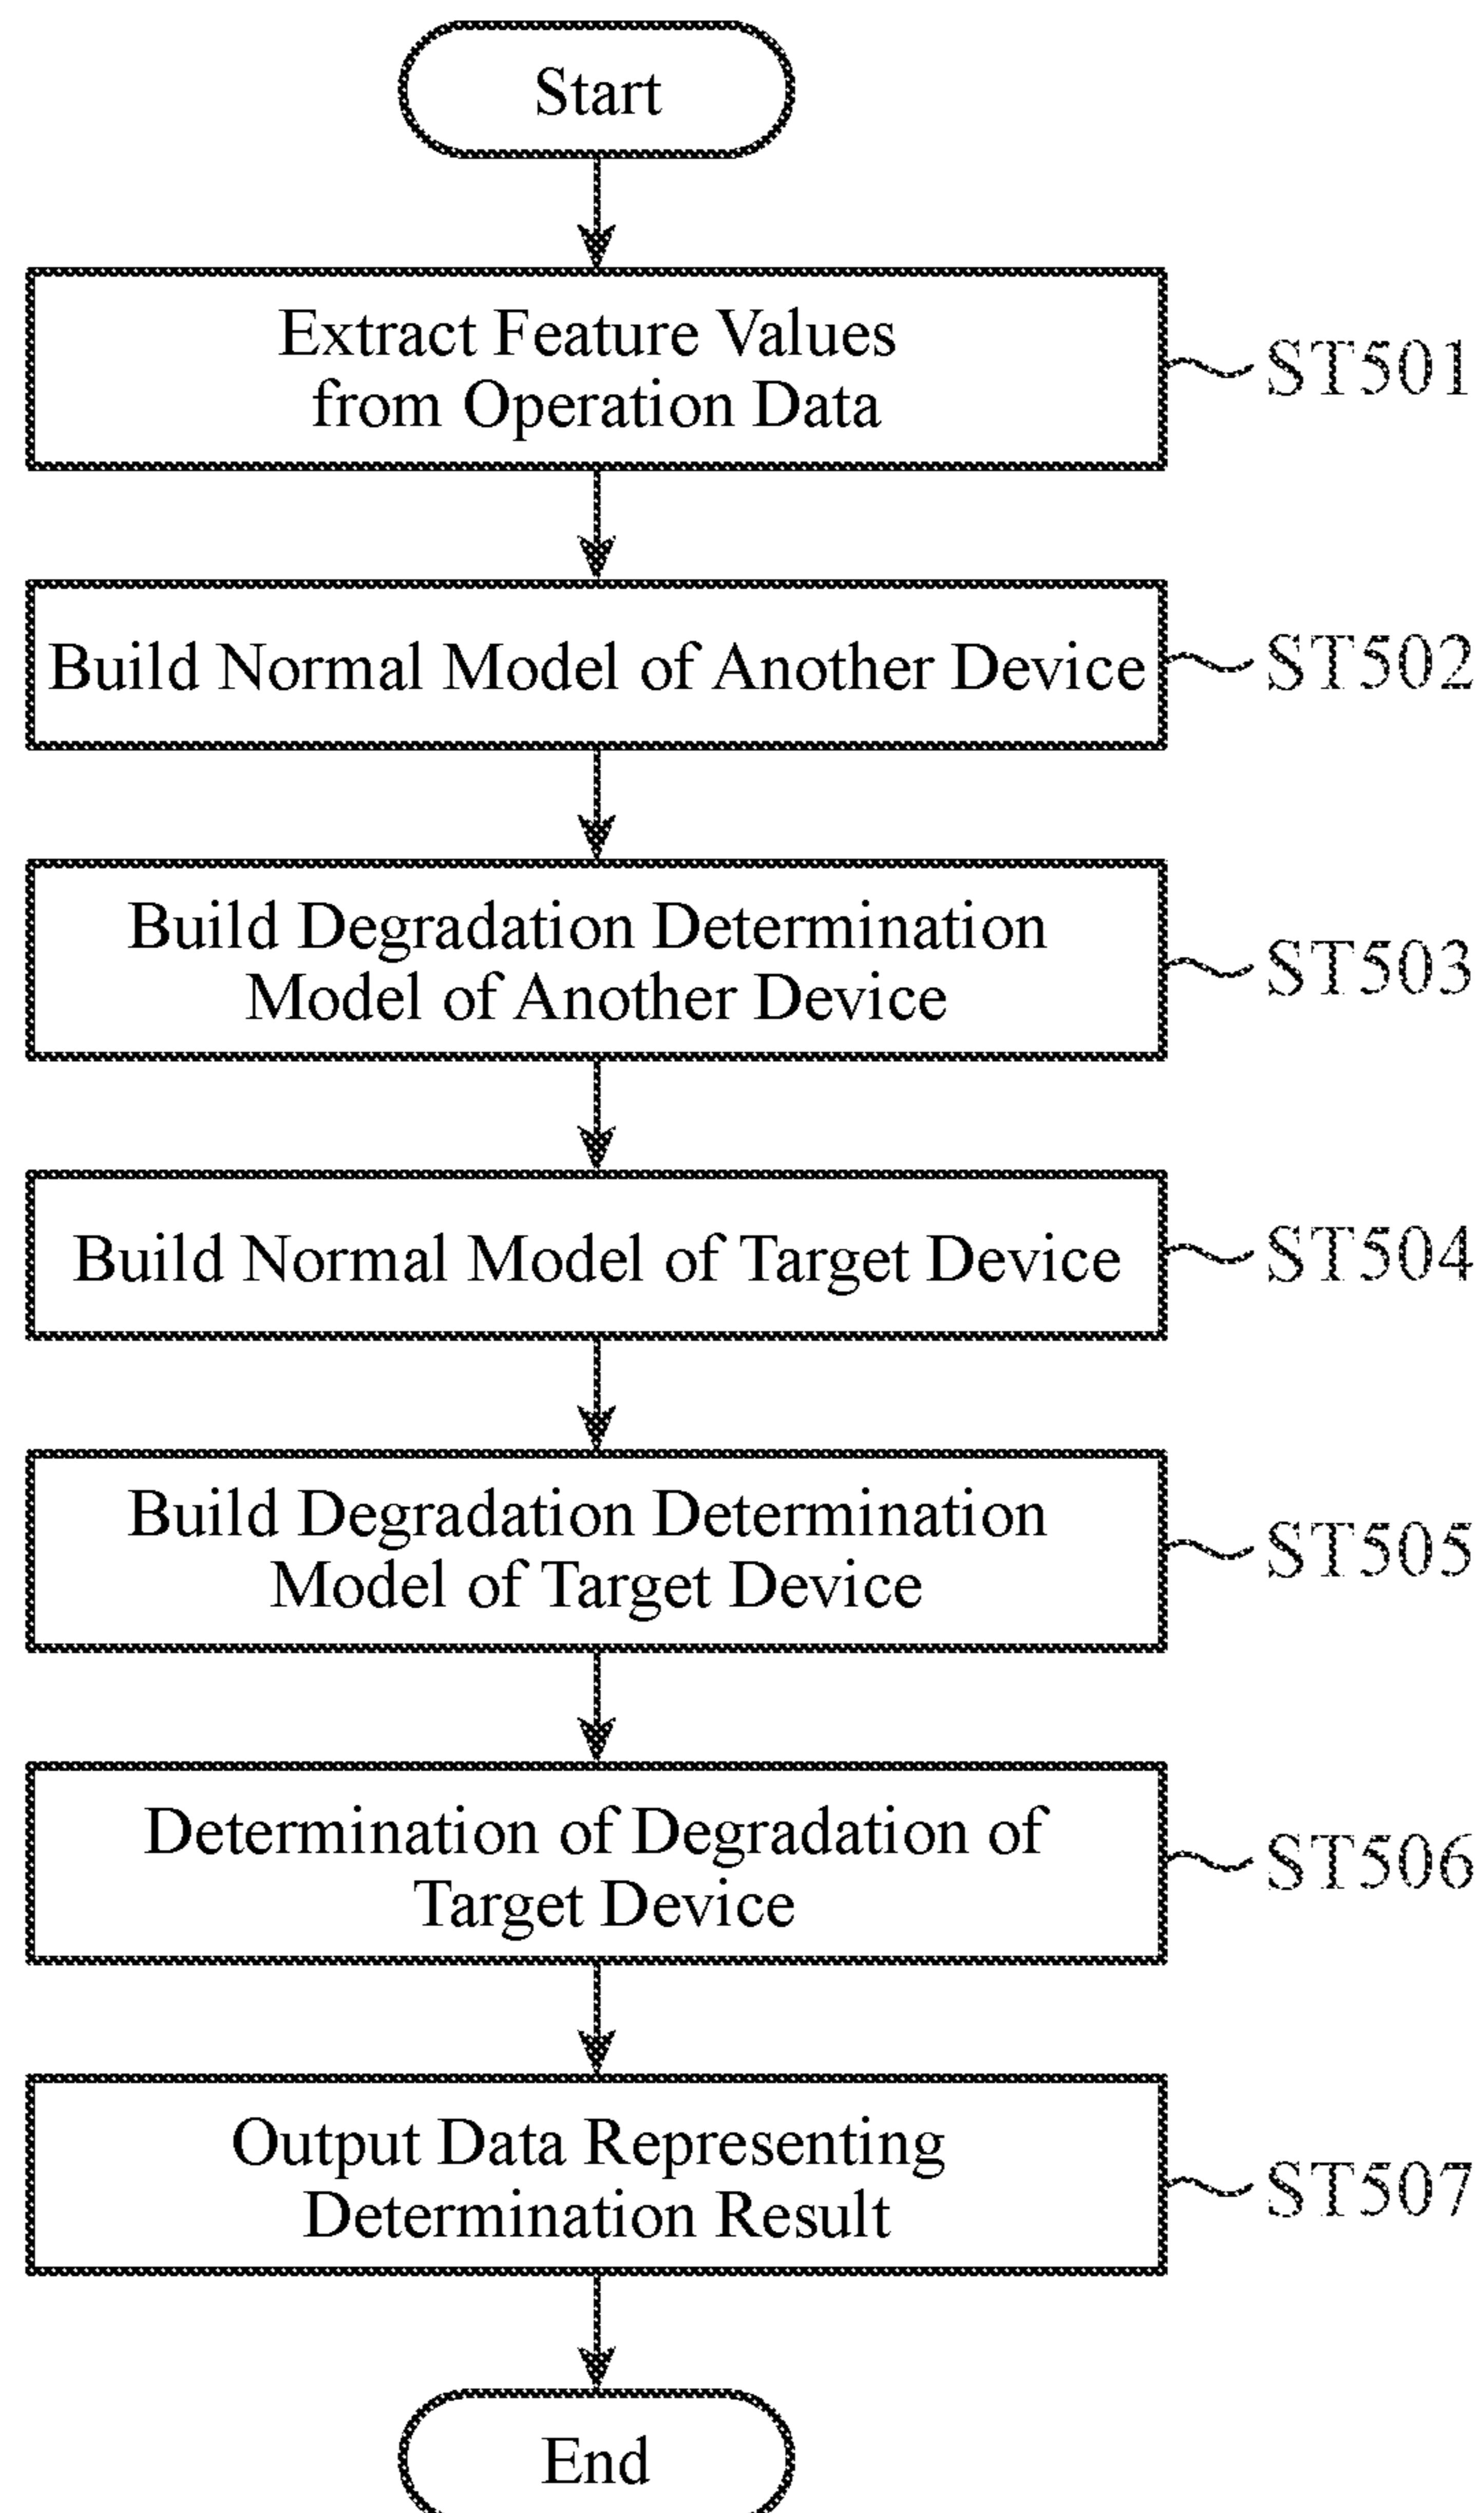 Start
Extract Feature Values
from Operation Data
ST501
Build Normal Model of Another Device
ST502
Build Degradation Determination
Model of Another Device
ST503
Build Normal Model of Target Device
ST504
Build Degradation Determination
Model of Target Device
ST505
Determination of Degradation of
Target Device
ST506
Output Data Representing
Determination Result
ST507
End